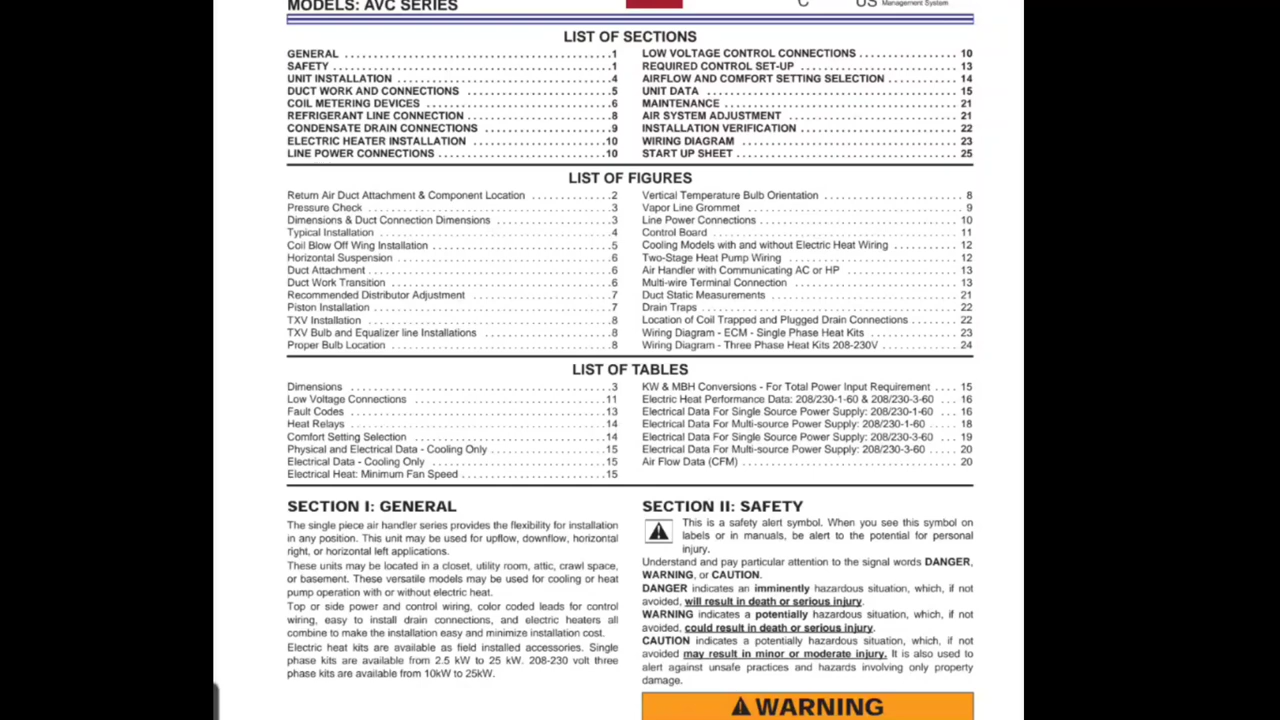 MODELS: AVC SERIES
C US Management System
LIST OF SECTIONS
GENERAL . . . . . . . . . . . . . . . . . . . . . . . . . . . . . . . . . . . . . . . .1
SAFETY . . . . . . . . . . . . . . . . . . . . . . . . . . . . . . . . . . . . . . . . .1
UNIT INSTALLATION . . . . . . . . . . . . . . . . . . . . . . . . . . . . . . .4
DUCT WORK AND CONNECTIONS . . . . . . . . . . . . . . . . . . . . . .5
COIL METERING DEVICES . . . . . . . . . . . . . . . . . . . . . . . . . . .6
REFRIGERANT LINE CONNECTION . . . . . . . . . . . . . . . . . . . . .8
CONDENSATE DRAIN CONNECTIONS . . . . . . . . . . . . . . . . . . .9
ELECTRIC HEATER INSTALLATION . . . . . . . . . . . . . . . . . . . .10
LINE POWER CONNECTIONS . . . . . . . . . . . . . . . . . . . . . . . .10
LOW VOLTAGE CONTROL CONNECTIONS . . . . . . . . . . . . . . 10
REQUIRED CONTROL SET-UP . . . . . . . . . . . . . . . . . . . . . . . 13
AIRFLOW AND COMFORT SETTING SELECTION . . . . . . . . . . 14
UNIT DATA . . . . . . . . . . . . . . . . . . . . . . . . . . . . . . . . . . . . . 15
MAINTENANCE . . . . . . . . . . . . . . . . . . . . . . . . . . . . . . . . . . 21
AIR SYSTEM ADJUSTMENT . . . . . . . . . . . . . . . . . . . . . . . . . 21
INSTALLATION VERIFICATION . . . . . . . . . . . . . . . . . . . . . . . 22
WIRING DIAGRAM . . . . . . . . . . . . . . . . . . . . . . . . . . . . . . . . 23
START UP SHEET . . . . . . . . . . . . . . . . . . . . . . . . . . . . . . . . 25
LIST OF FIGURES
Return Air Duct Attachment & Component Location . . . . . . . . . . . . .2
Pressure Check . . . . . . . . . . . . . . . . . . . . . . . . . . . . . . . . . . .3
Dimensions & Duct Connection Dimensions . . . . . . . . . . . . . . . . . .3
Typical Installation . . . . . . . . . . . . . . . . . . . . . . . . . . . . . . . . . .4
Coil Blow Off Wing Installation . . . . . . . . . . . . . . . . . . . . . . . . . .5
Horizontal Suspension . . . . . . . . . . . . . . . . . . . . . . . . . . . . . . .6
Duct Attachment . . . . . . . . . . . . . . . . . . . . . . . . . . . . . . . . . . .6
Duct Work Transition . . . . . . . . . . . . . . . . . . . . . . . . . . . . . . . .6
Recommended Distributor Adjustment . . . . . . . . . . . . . . . . . . . . .7
Piston Installation . . . . . . . . . . . . . . . . . . . . . . . . . . . . . . . . . .7
TXV Installation . . . . . . . . . . . . . . . . . . . . . . . . . . . . . . . . . . . .8
TXV Bulb and Equalizer line Installations . . . . . . . . . . . . . . . . . . . .8
Proper Bulb Location . . . . . . . . . . . . . . . . . . . . . . . . . . . . . . . .8
Vertical Temperature Bulb Orientation . . . . . . . . . . . . . . . . . . . . . 8
Vapor Line Grommet . . . . . . . . . . . . . . . . . . . . . . . . . . . . . . . . 9
Line Power Connections . . . . . . . . . . . . . . . . . . . . . . . . . . . . . 10
Control Board . . . . . . . . . . . . . . . . . . . . . . . . . . . . . . . . . . . . 11
Cooling Models with and without Electric Heat Wiring . . . . . . . . . . 12
Two-Stage Heat Pump Wiring . . . . . . . . . . . . . . . . . . . . . . . . . . 12
Air Handler with Communicating AC or HP . . . . . . . . . . . . . . . . . . 13
Multi-wire Terminal Connection . . . . . . . . . . . . . . . . . . . . . . . . . 13
Duct Static Measurements . . . . . . . . . . . . . . . . . . . . . . . . . . . . 21
Drain Traps . . . . . . . . . . . . . . . . . . . . . . . . . . . . . . . . . . . . . . 22
Location of Coil Trapped and Plugged Drain Connections . . . . . . . 22
Wiring Diagram - ECM - Single Phase Heat Kits . . . . . . . . . . . . . . 23
Wiring Diagram - Three Phase Heat Kits 208-230V . . . . . . . . . . . . 24
LIST OF TABLES
Dimensions . . . . . . . . . . . . . . . . . . . . . . . . . . . . . . . . . . . . . .3
Low Voltage Connections . . . . . . . . . . . . . . . . . . . . . . . . . . . .11
Fault Codes . . . . . . . . . . . . . . . . . . . . . . . . . . . . . . . . . . . . .13
Heat Relays . . . . . . . . . . . . . . . . . . . . . . . . . . . . . . . . . . . . .14
Comfort Setting Selection . . . . . . . . . . . . . . . . . . . . . . . . . . . .14
Physical and Electrical Data - Cooling Only . . . . . . . . . . . . . . . . .15
Electrical Data - Cooling Only . . . . . . . . . . . . . . . . . . . . . . . . . .15
Electrical Heat: Minimum Fan Speed . . . . . . . . . . . . . . . . . . . . .15
KW & MBH Conversions - For Total Power Input Requirement . . . . 15
Electric Heat Performance Data: 208/230-1-60 & 208/230-3-60 . . . 16
Electrical Data For Single Source Power Supply: 208/230-1-60 . . . 16
Electrical Data For Multi-source Power Supply: 208/230-1-60 . . . . . 18
Electrical Data For Single Source Power Supply: 208/230-3-60 . . . 19
Electrical Data For Multi-source Power Supply: 208/230-3-60 . . . . . 20
Air Flow Data (CFM) . . . . . . . . . . . . . . . . . . . . . . . . . . . . . . . . 20
SECTION I: GENERAL
The single piece air handler series provides the flexibility for installation
in any position. This unit may be used for upflow, downflow, horizontal
right, or horizontal left applications.
These units may be located in a closet, utility room, attic, crawl space,
or basement. These versatile models may be used for cooling or heat
pump operation with or without electric heat.
Top or side power and control wiring, color coded leads for control
wiring, easy to install drain connections, and electric heaters all
combine to make the installation easy and minimize installation cost.
Electric heat kits are available as field installed accessories. Single
phase kits are available from 2.5 kW to 25 kW. 208-230 volt three
phase kits are available from 10kW to 25kW.
SECTION II: SAFETY
This is a safety alert symbol. When you see this symbol on
labels or in manuals, be alert to the potential for personal
injury.
Understand and pay particular attention to the signal words DANGER,
WARNING, or CAUTION.
DANGER indicates an imminently hazardous situation, which, if not
avoided, will result in death or serious injury.
WARNING indicates a potentially hazardous situation, which, if not
avoided, could result in death or serious injury.
CAUTION indicates a potentially hazardous situation, which, if not
avoided may result in minor or moderate injury. It is also used to
alert against unsafe practices and hazards involving only property
damage.
WARNING